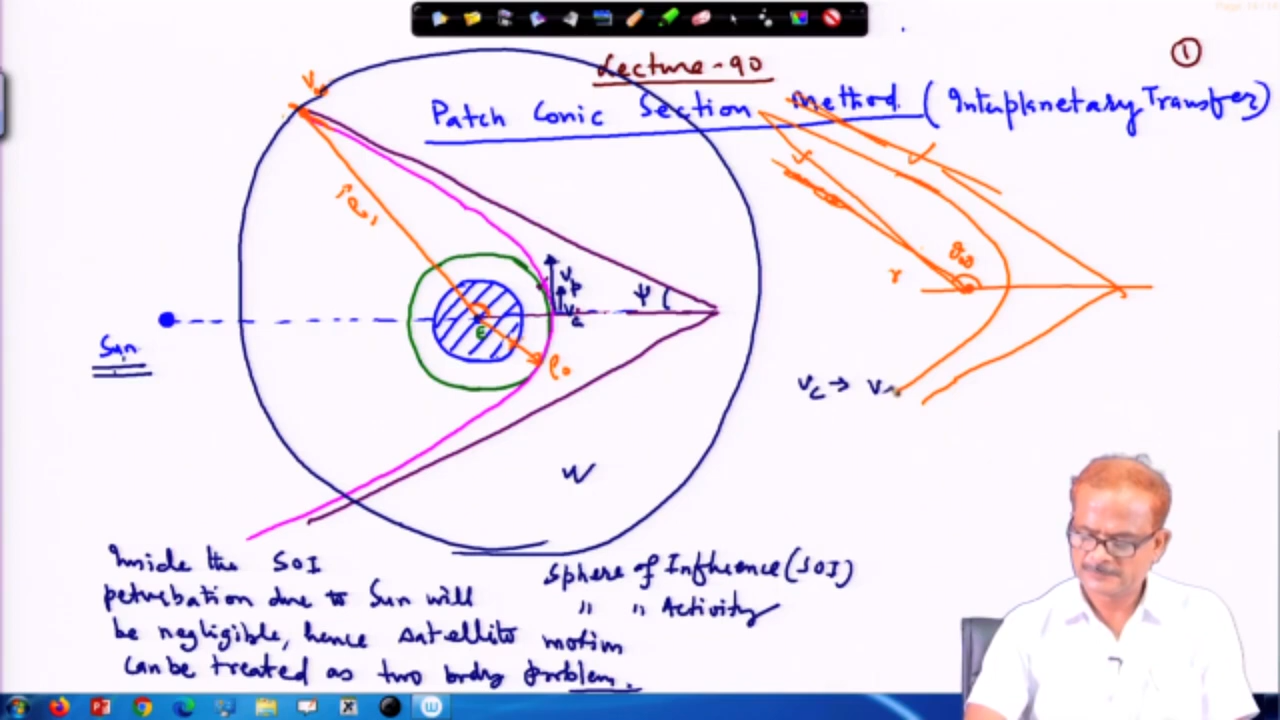 Lecture-90
①
Patch Conic Section Method (Interplanetary Transfer)
V∞
ψ
Vp
Vc
E
ρ0
Sun
θ∞
r
Vc → V
Inside the SOI
perturbation due to Sun will
be negligible, hence satellite motion
can be treated as two body problem.
Sphere of Influence (SOI)
" " Activity